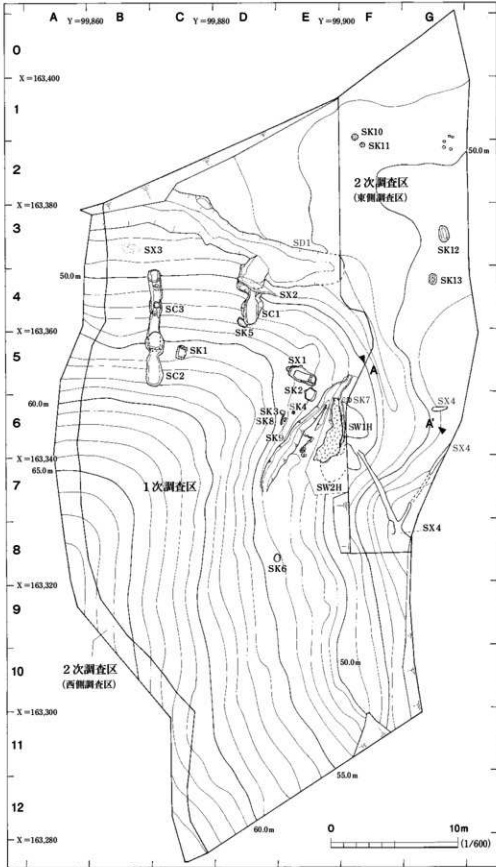 A B C D E F G
Y=99,860 Y=99,880 Y=99,900
0
X=163,400
1
SK10
SK11
50.0m
2
2次調査区
(東側調査区)
X=163,380
3
SX3
SD1
SK12
50.0m
4
SC3
SX2
SC1
SK13
SK5
X=163,360
5
SK1
SX1
A
SC2
SK2
60.0m
SK3
SK4
SK7
SX4
6
SK8
SW1H
A'
SK9
X=163,340
SX4
65.0m
7
1次調査区
SW2H
SX4
8
SK6
X=163,320
9
2次調査区
(西側調査区)
10
50.0m
X=163,300
11
55.0m
12
60.0m
0 10m
(1/600)
X=163,280